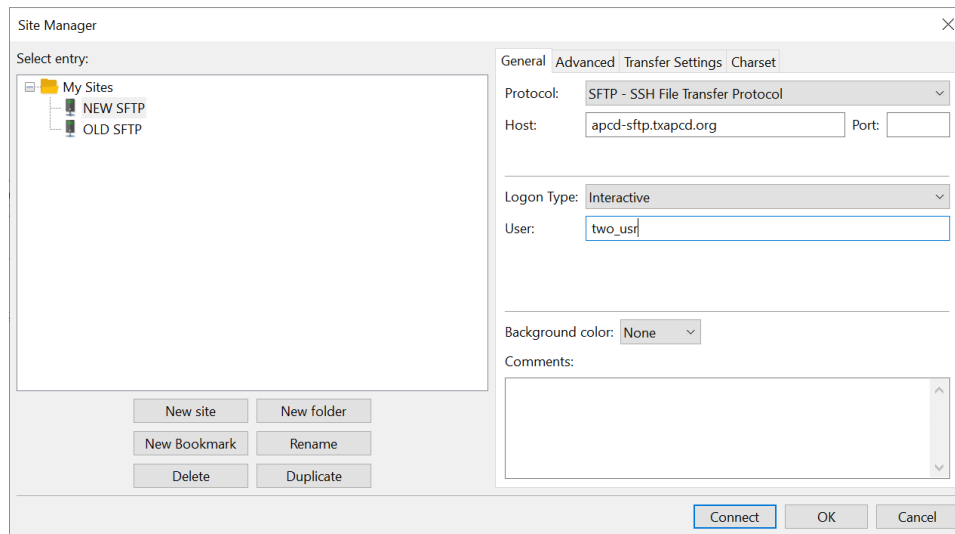 Site Manager
Select entry:
My Sites
NEW SFTP
OLD SFTP
New site
New folder
New Bookmark
Rename
Delete
Duplicate
General
Advanced
Transfer Settings
Charset
Protocol:
SFTP - SSH File Transfer Protocol
Host:
apcd-sftp.txapcd.org
Port:
Logon Type:
Interactive
User:
two_usr
Background color:
None
Comments:
Connect
OK
Cancel